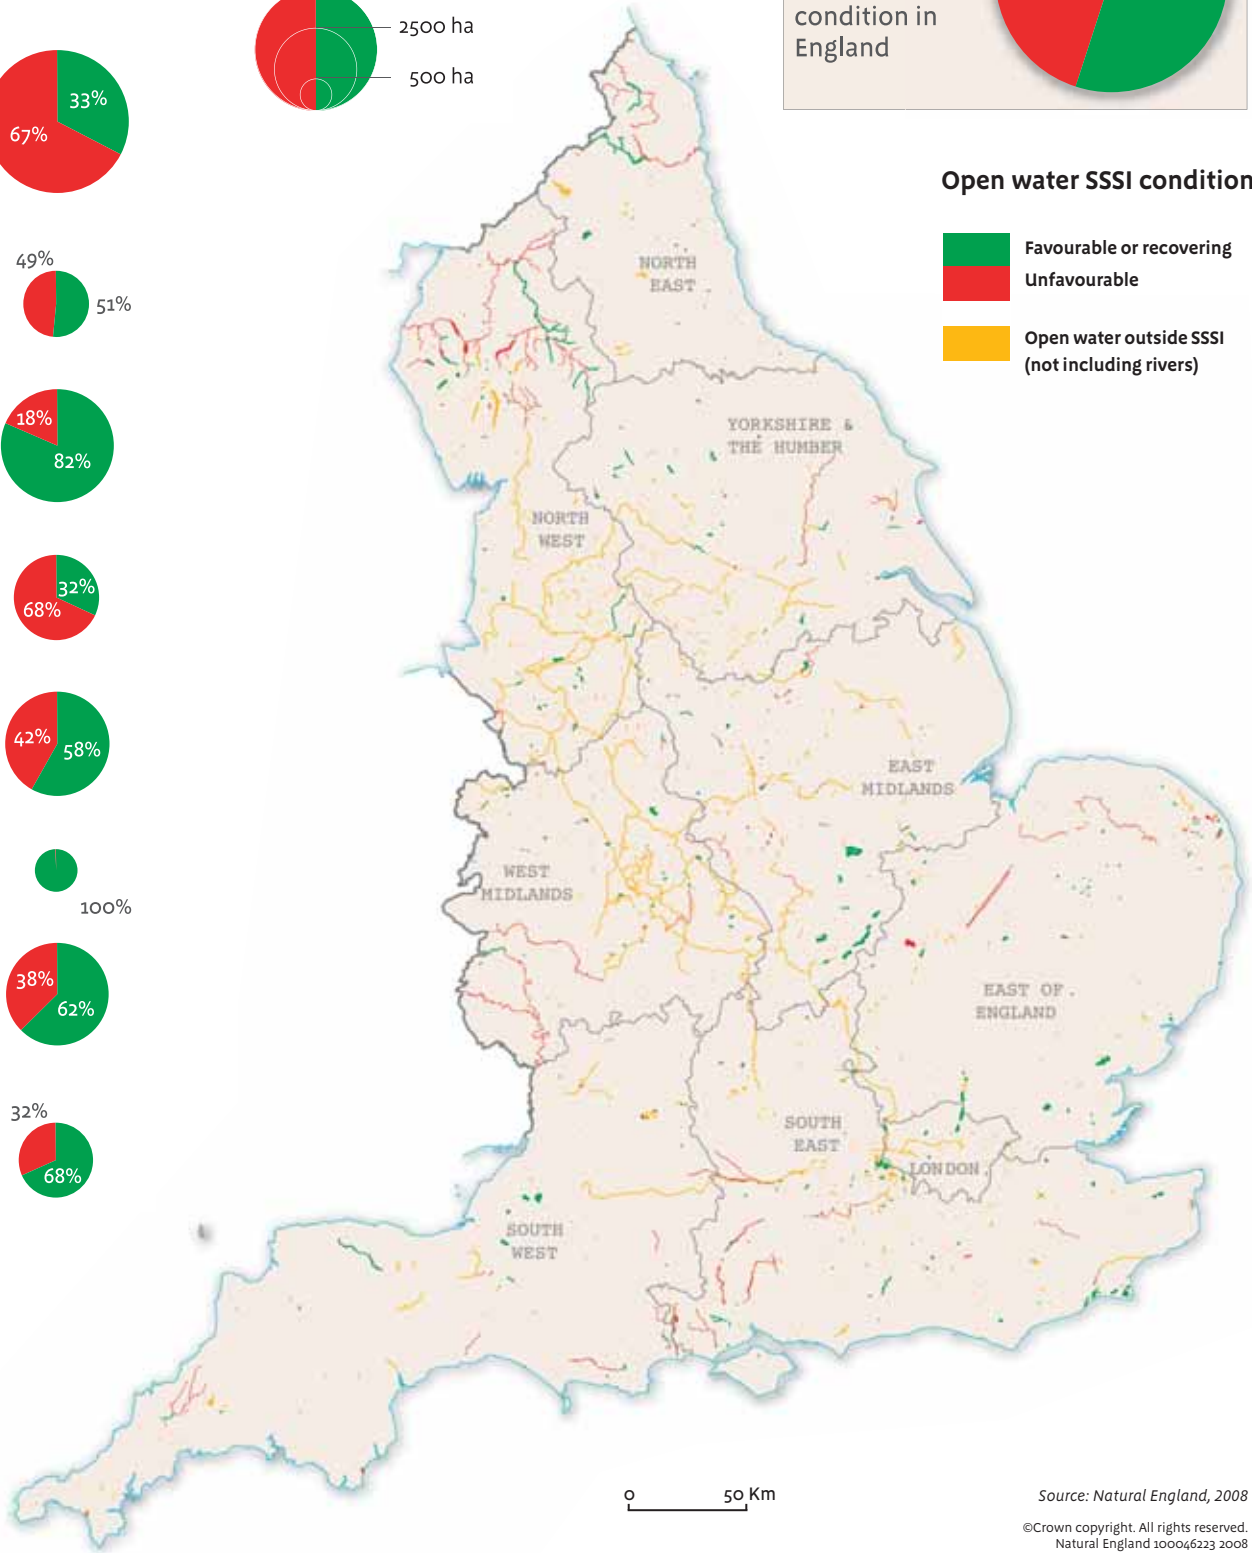 2500 ha
500 ha
condition in
England
33%
67%
Open water SSSI condition
Favourable or recovering
Unfavourable
Open water outside SSSI
(not including rivers)
49%
51%
18%
82%
32%
68%
42%
58%
100%
38%
62%
32%
68%
NORTH
EAST
YORKSHIRE &
THE HUMBER
NORTH
WEST
EAST
MIDLANDS
WEST
MIDLANDS
EAST OF
ENGLAND
SOUTH
EAST
LONDON
SOUTH
WEST
0 50 Km
Source: Natural England, 2008
©Crown copyright. All rights reserved.
Natural England 100046223 2008